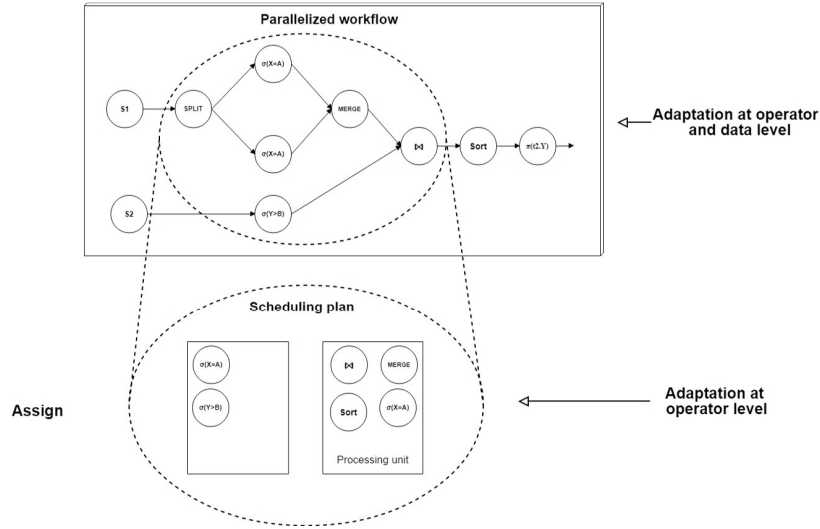 Parallelized workflow
σ(X=A)
S1
SPLIT
MERGE
Adaptation at operator
and data level
σ(X=A)
⋈
Sort
π(t2.Y)
S2
σ(Y>B)
Scheduling plan
σ(X=A)
⋈
MERGE
Adaptation at
operator level
Assign
σ(Y>B)
Sort
σ(X=A)
Processing unit